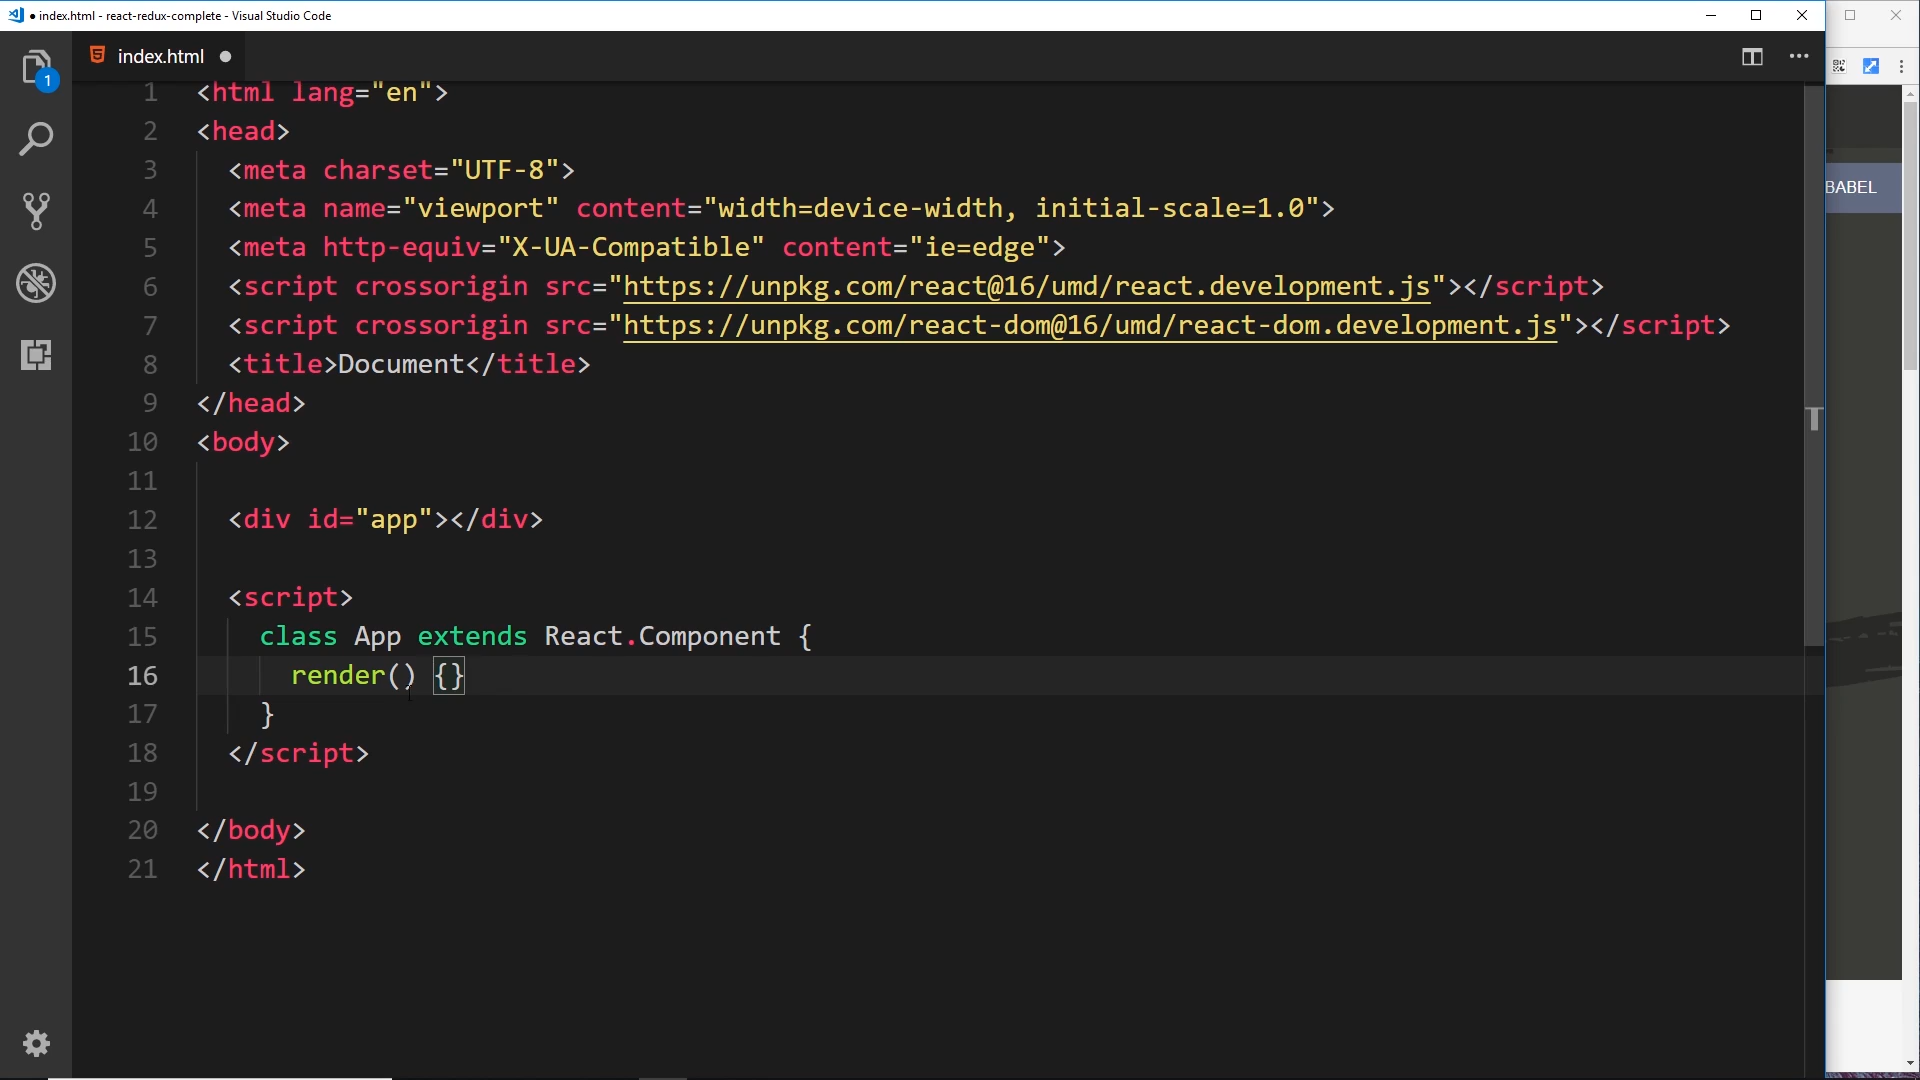 ● index.html - react-redux-complete - Visual Studio Code
index.html ●
1
BABEL
1 <html lang="en">
2 <head>
3 <meta charset="UTF-8">
4 <meta name="viewport" content="width=device-width, initial-scale=1.0">
5 <meta http-equiv="X-UA-Compatible" content="ie=edge">
6 <script crossorigin src="https://unpkg.com/react@16/umd/react.development.js"></script>
7 <script crossorigin src="https://unpkg.com/react-dom@16/umd/react-dom.development.js"></script>
8 <title>Document</title>
9 </head>
10 <body>
11
12 <div id="app"></div>
13
14 <script>
15 class App extends React.Component {
16 render() {}
17 }
18 </script>
19
20 </body>
21 </html>